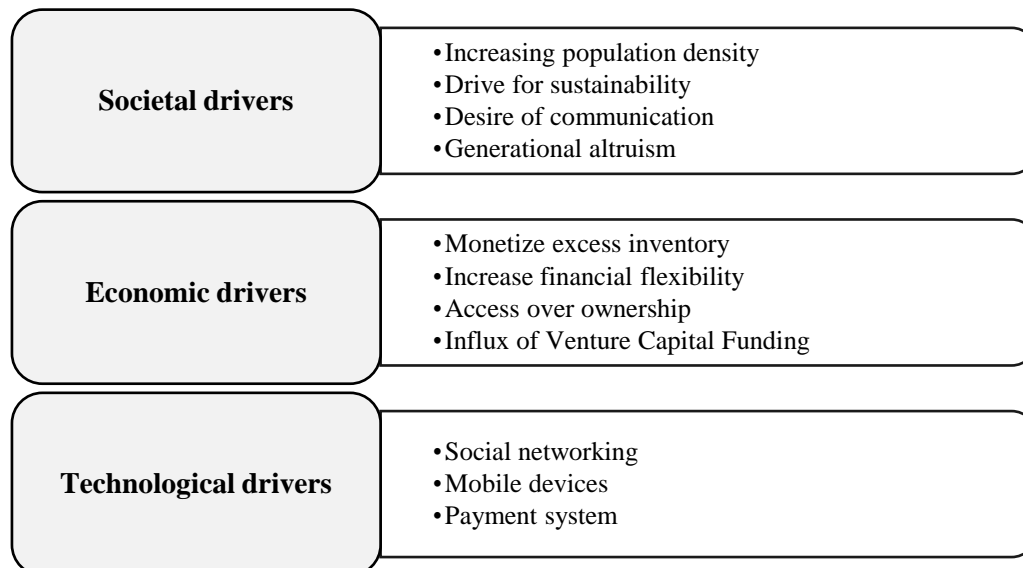 Societal drivers
•Increasing population density
•Drive for sustainability
•Desire of communication
•Generational altruism
Economic drivers
•Monetize excess inventory
•Increase financial flexibility
•Access over ownership
•Influx of Venture Capital Funding
Technological drivers
•Social networking
•Mobile devices
•Payment system